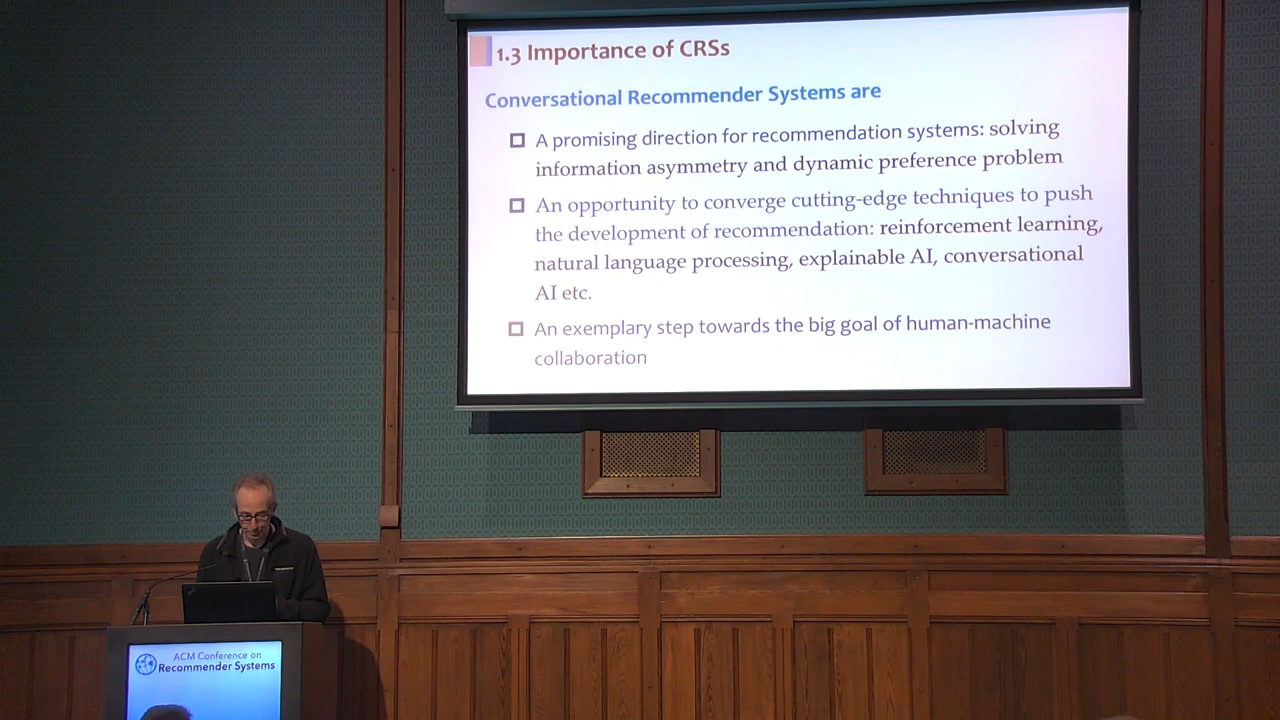 1.3 Importance of CRSs
Conversational Recommender Systems are
A promising direction for recommendation systems: solving
information asymmetry and dynamic preference problem
An opportunity to converge cutting-edge techniques to push
the development of recommendation: reinforcement learning,
natural language processing, explainable AI, conversational
AI etc.
An exemplary step towards the big goal of human-machine
collaboration
ACM Conference on
Recommender Systems